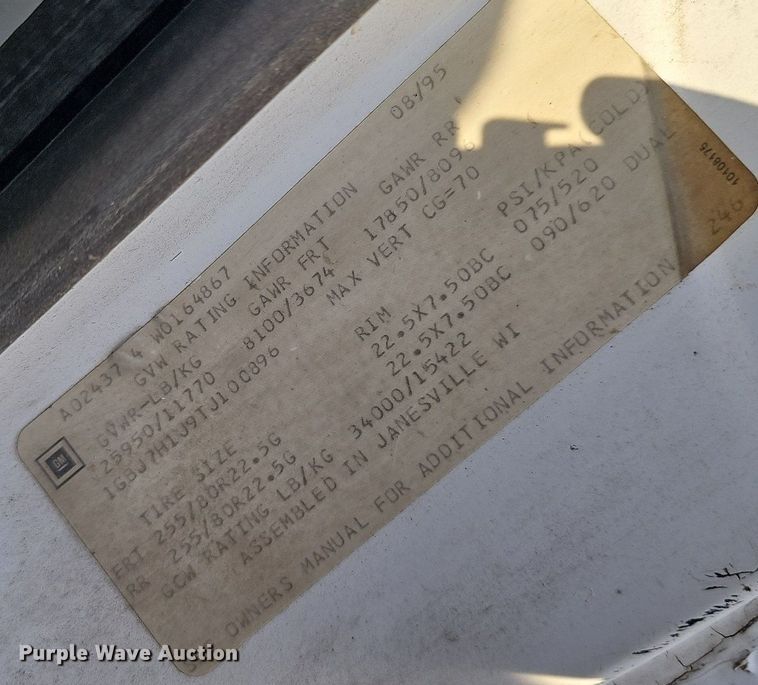 08/95
A02437 4 W0164867
GVW RATING INFORMATION
GVWR-LB/KG GAWR FRT GAWR RR
25950/11770 8100/3674 17850/8096
1GBJ7H1J9TJ100896 MAX VERT CG=70
TIRE SIZE RIM PSI/KPA(COLD)
FRT 255/80R22.5G 22.5X7.50BC 075/520
RR 255/80R22.5G 22.5X7.50BC 090/620 DUAL
GCW RATING LB/KG 34000/15422
ASSEMBLED IN JANESVILLE WI
OWNERS MANUAL FOR ADDITIONAL INFORMATION
246
10106175
GM
Purple Wave Auction